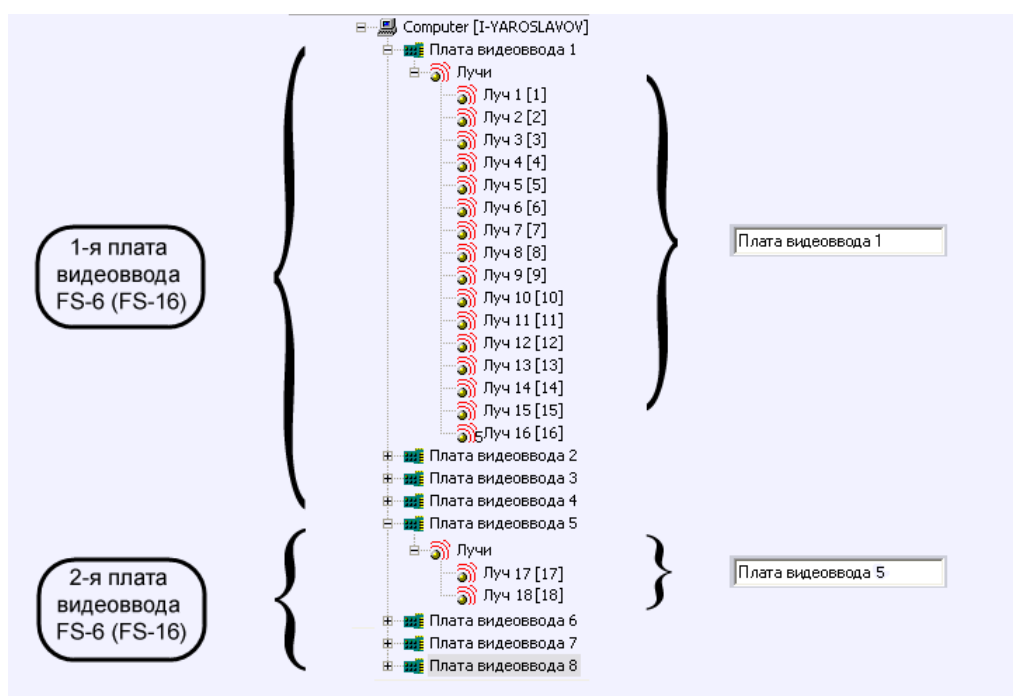 Computer [I-YAROSLAVOV]
Плата видеоввода 1
Лучи
Луч 1 [1]
Луч 2 [2]
Луч 3 [3]
Луч 4 [4]
Луч 5 [5]
Луч 6 [6]
Луч 7 [7]
Луч 8 [8]
Луч 9 [9]
Луч 10 [10]
Луч 11 [11]
Луч 12 [12]
Луч 13 [13]
Луч 14 [14]
Луч 15 [15]
5 Луч 16 [16]
Плата видеоввода 2
Плата видеоввода 3
Плата видеоввода 4
Плата видеоввода 5
Лучи
Луч 17 [17]
Луч 18 [18]
Плата видеоввода 6
Плата видеоввода 7
Плата видеоввода 8
1-я плата
видеоввода
FS-6 (FS-16)
Плата видеоввода 1
2-я плата
видеоввода
FS-6 (FS-16)
Плата видеоввода 5